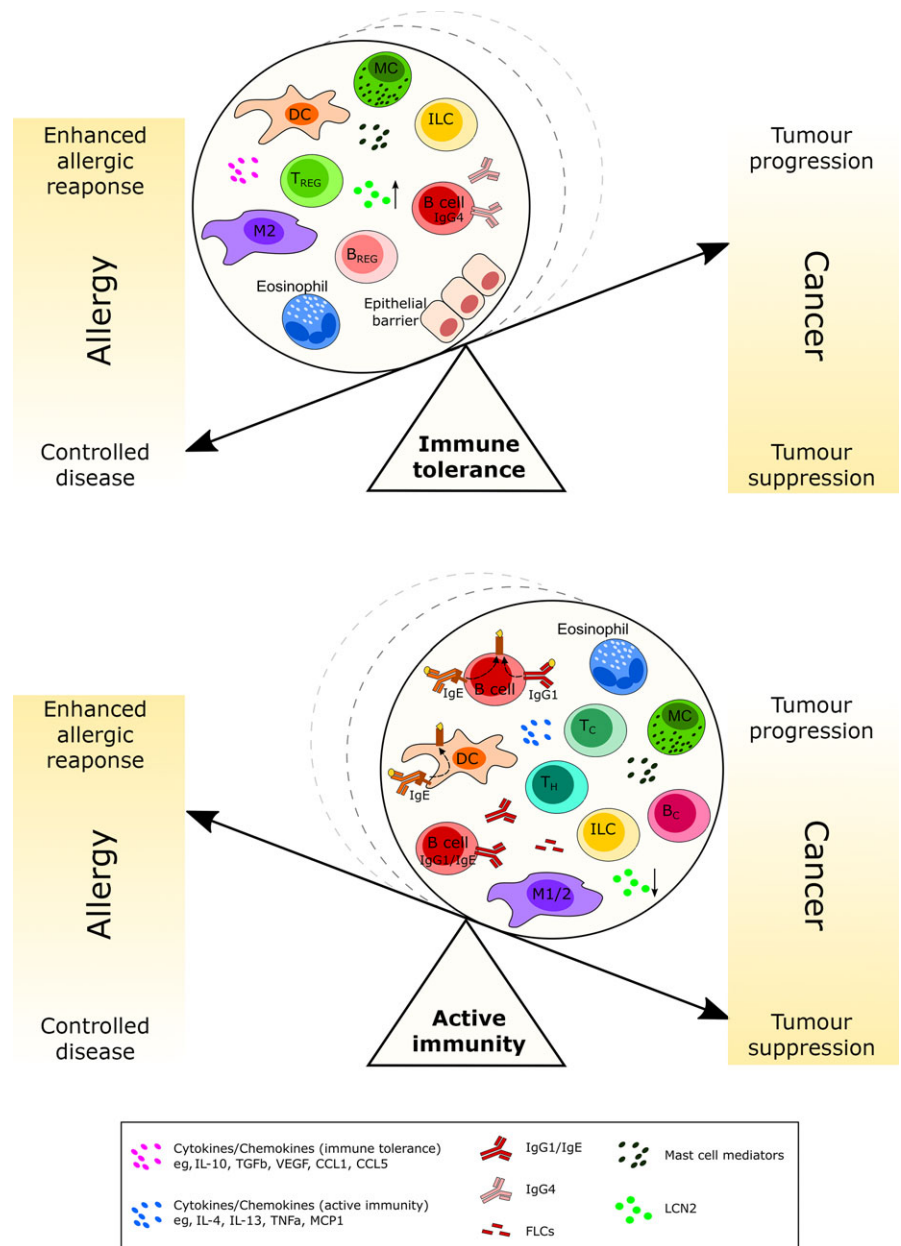 Enhanced
allergic
reaponse
Allergy
Controlled
disease
MC
DC
ILC
TREG
B cell
IgG4
M2
BREG
Eosinophil
Epithelial
barrier
Immune
tolerance
Tumour
progression
Cancer
Tumour
suppression
Enhanced
allergic
response
Allergy
Controlled
disease
Eosinophil
B cell
IgE
IgG1
MC
TC
DC
IgE
TH
BC
ILC
B cell
IgG1/IgE
M1/2
Active
immunity
Tumour
progression
Cancer
Tumour
suppression
Cytokines/Chemokines (immune tolerance)
eg, IL-10, TGFb, VEGF, CCL1, CCL5
Cytokines/Chemokines (active immunity)
eg, IL-4, IL-13, TNFa, MCP1
IgG1/IgE
IgG4
FLCs
Mast cell mediators
LCN2